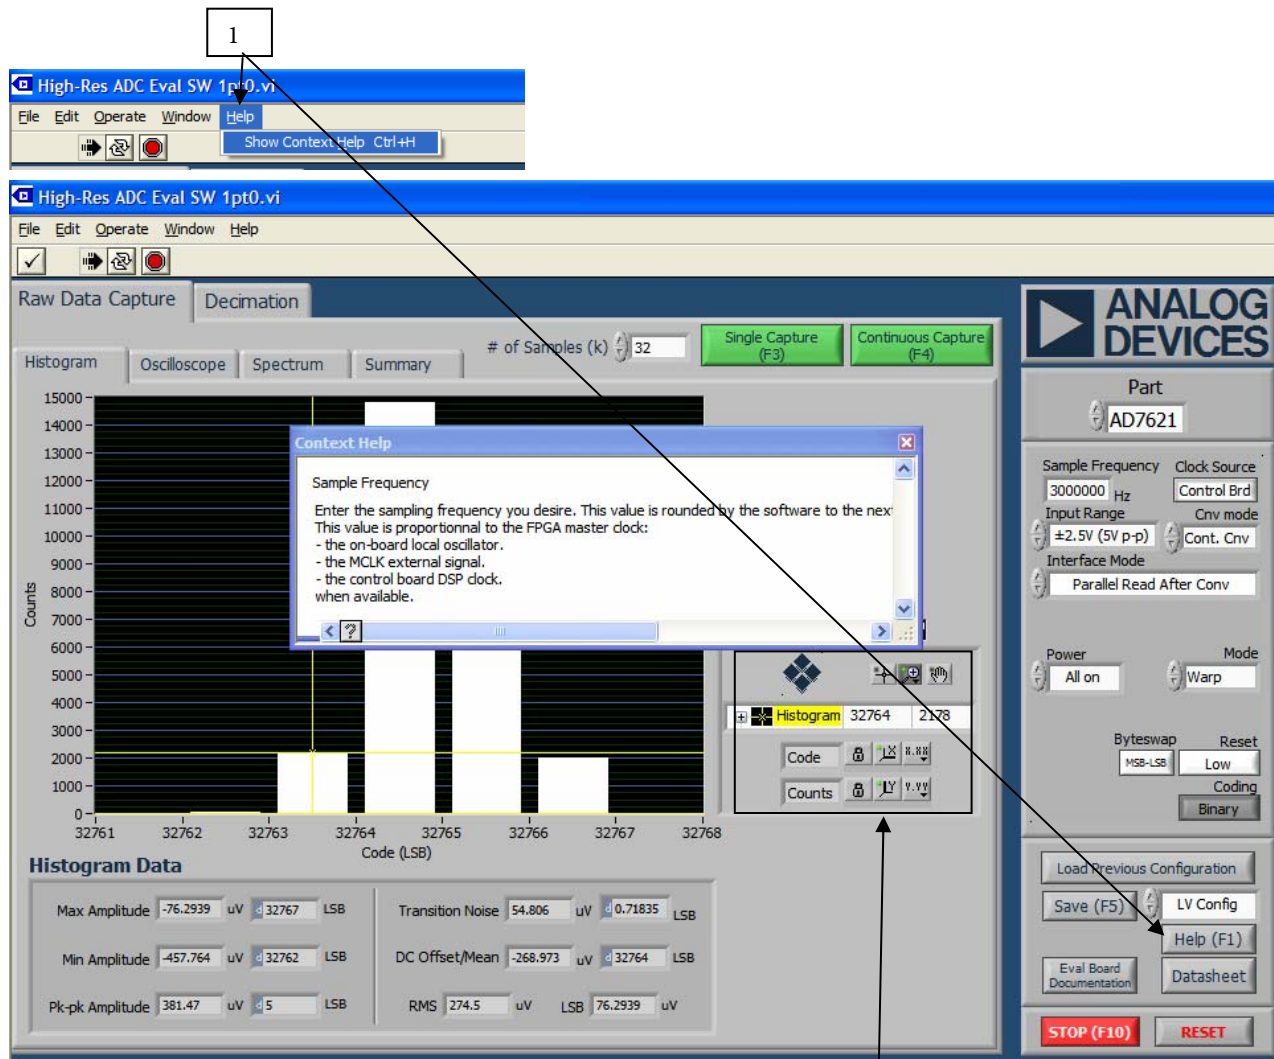 1
High-Res ADC Eval SW 1pt0.vi
File Edit Operate Window Help
Show Context Help Ctrl+H
High-Res ADC Eval SW 1pt0.vi
File Edit Operate Window Help
Raw Data Capture Decimation
# of Samples (k) 32
Single Capture
(F3)
Continuous Capture
(F4)
Histogram Oscilloscope Spectrum Summary
15000
14000
13000
12000
11000
10000
9000
8000
7000
6000
5000
4000
3000
2000
1000
0
Counts
32761 32762 32763 32764 32765 32766 32767 32768
Code (LSB)
Context Help
Sample Frequency
Enter the sampling frequency you desire. This value is rounded by the software to the nex
This value is proportionnal to the FPGA master clock:
- the on-board local oscillator.
- the MCLK external signal.
- the control board DSP clock.
when available.
?
Histogram 32764 2178
Code X X.XX
Counts Y Y.YY
Histogram Data
Max Amplitude -76.2939 uV d 32767 LSB
Min Amplitude -457.764 uV d 32762 LSB
Pk-pk Amplitude 381.47 uV d 5 LSB
Transition Noise 54.806 uV d 0.71835 LSB
DC Offset/Mean -268.973 uV d 32764 LSB
RMS 274.5 uV LSB 76.2939 uV
ANALOG
DEVICES
Part
AD7621
Sample Frequency Clock Source
3000000 Hz Control Brd
Input Range Cnv mode
±2.5V (5V p-p) Cont. Cnv
Interface Mode
Parallel Read After Conv
Power Mode
All on Warp
Byteswap Reset
MSB-LSB Low
Coding
Binary
Load Previous Configuration
Save (F5) LV Config
Help (F1)
Eval Board
Documentation
Datasheet
STOP (F10) RESET